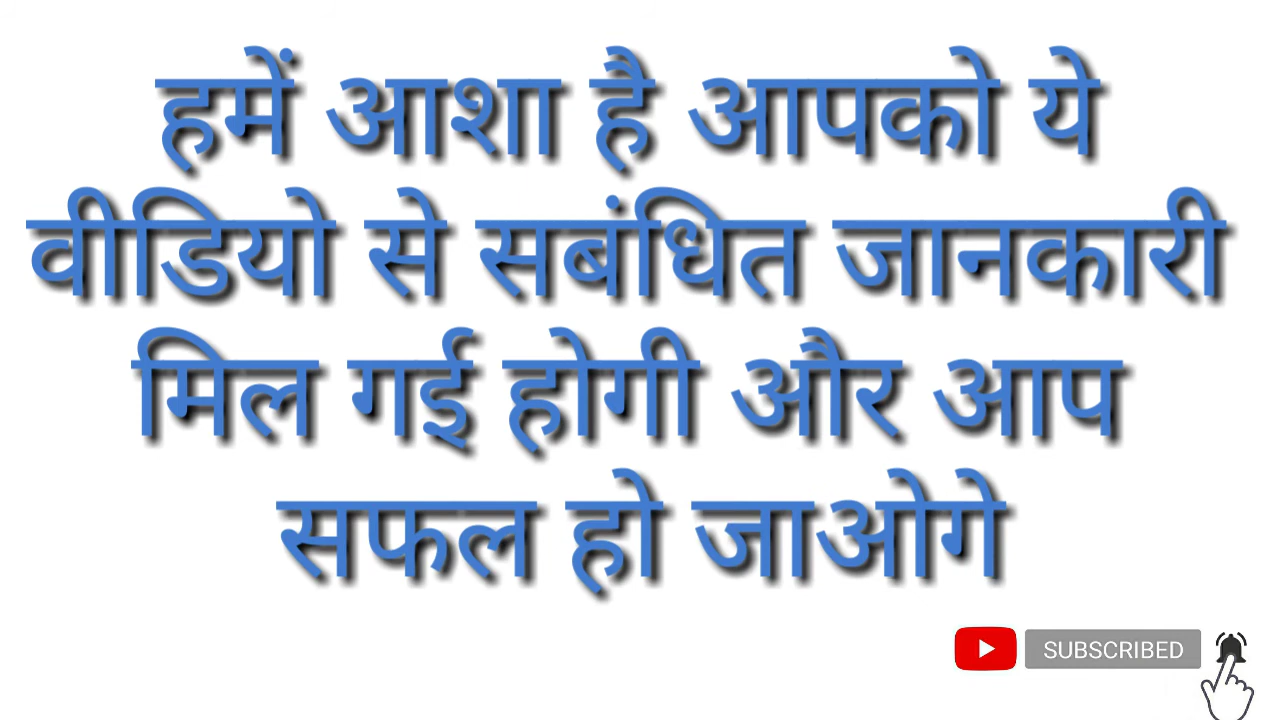 हमें आशा है आपको ये
वीडियो से सबंधित जानकारी
मिल गई होगी और आप
सफल हो जाओगे
SUBSCRIBED